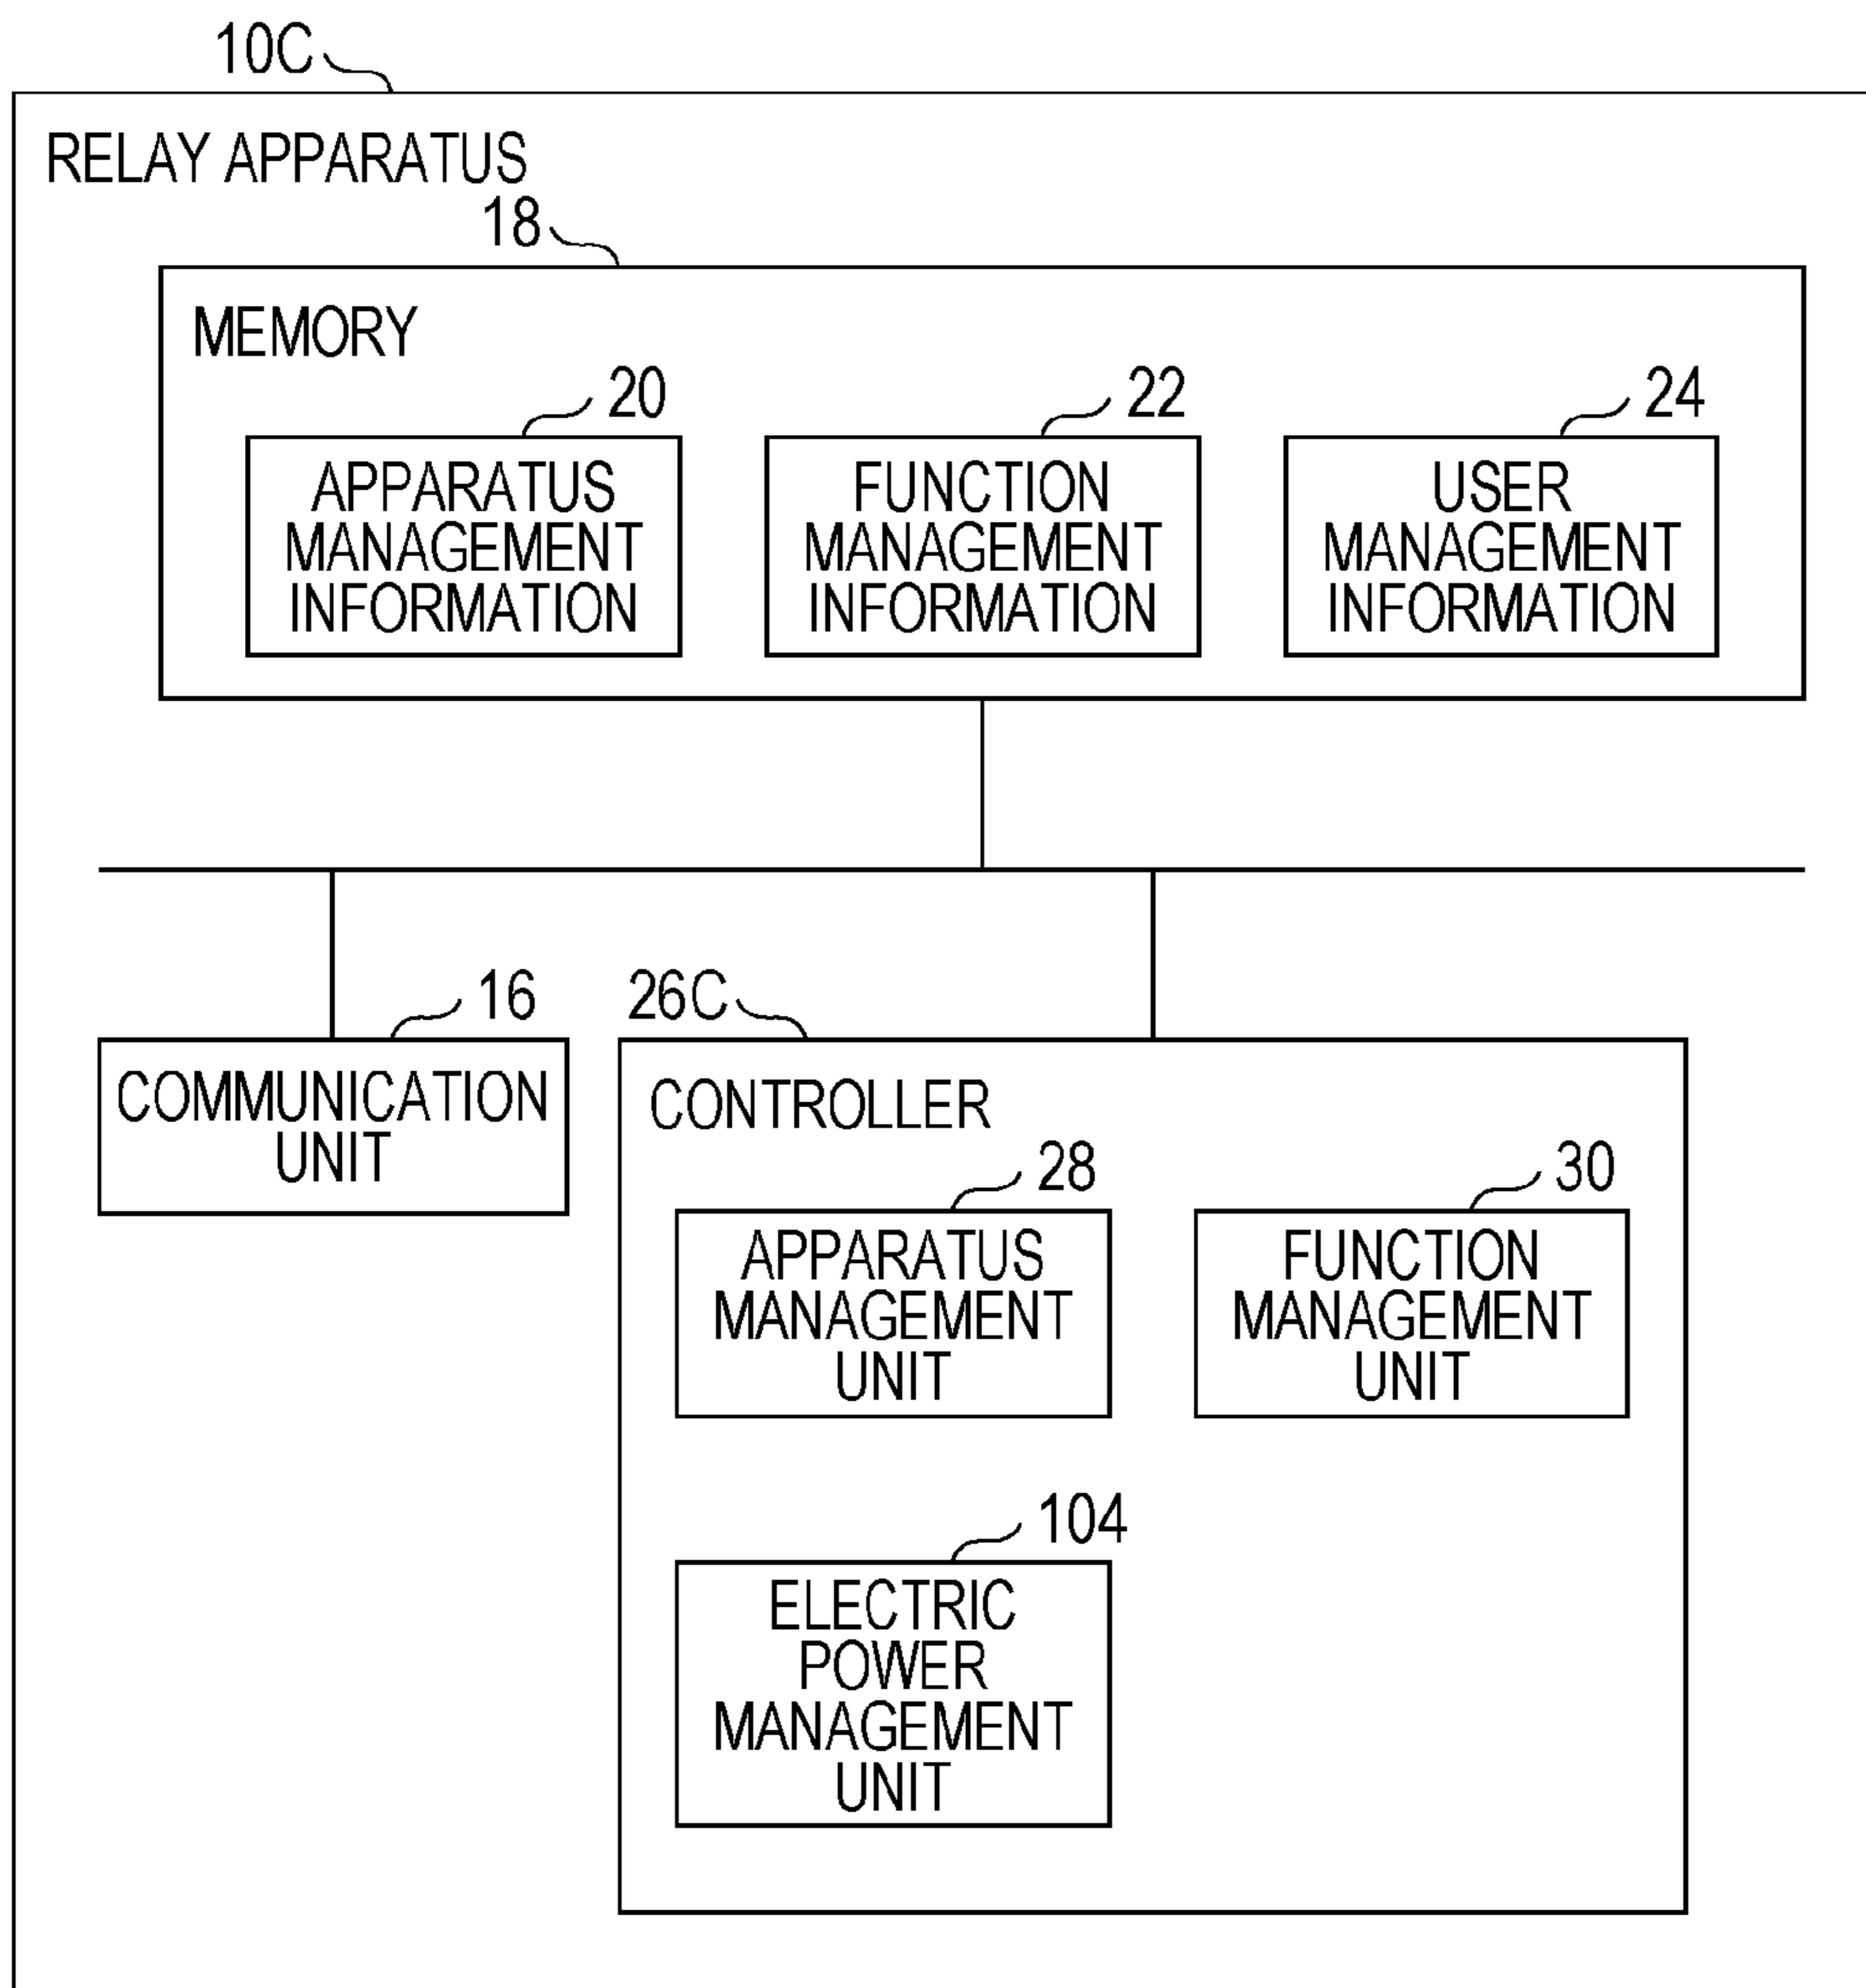 10C
RELAY APPARATUS
18
MEMORY
20
APPARATUS
MANAGEMENT
INFORMATION
22
FUNCTION
MANAGEMENT
INFORMATION
24
USER
MANAGEMENT
INFORMATION
16
COMMUNICATION
UNIT
26C
CONTROLLER
28
APPARATUS
MANAGEMENT
UNIT
30
FUNCTION
MANAGEMENT
UNIT
104
ELECTRIC
POWER
MANAGEMENT
UNIT